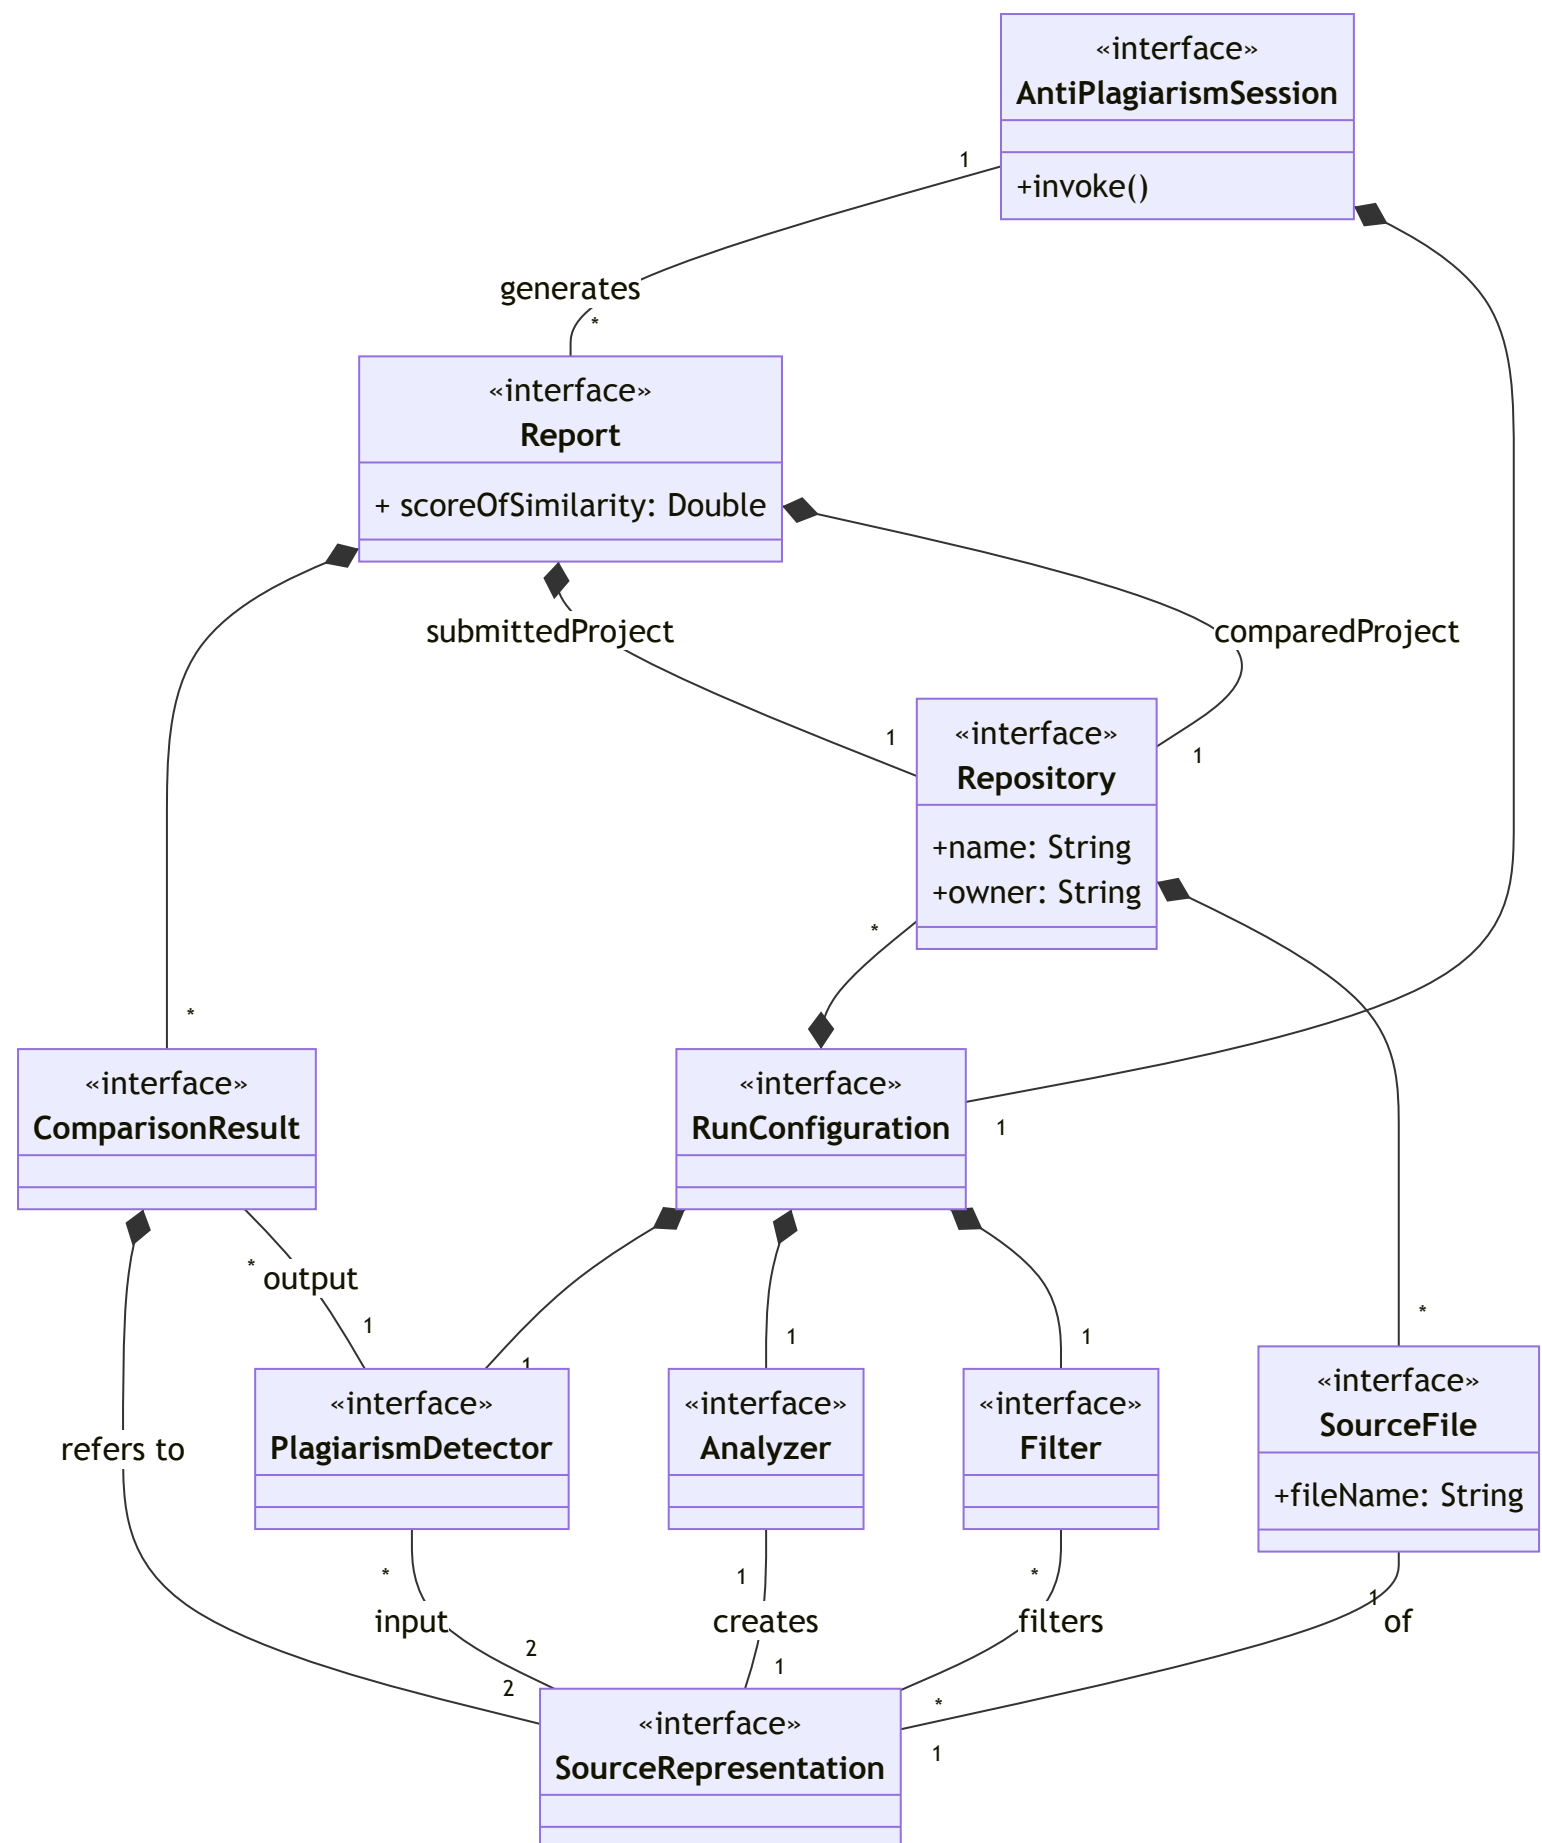 «interface»
AntiPlagiarismSession
+invoke()
1
generates
*
«interface»
Report
+ scoreOfSimilarity: Double
submittedProject
comparedProject
1
1
«interface»
Repository
+name: String
+owner: String
*
*
«interface»
ComparisonResult
«interface»
RunConfiguration
1
* output
1
1
1
1
*
refers to
«interface»
PlagiarismDetector
«interface»
Analyzer
«interface»
Filter
«interface»
SourceFile
+fileName: String
*
input
2
1
creates
1
*
filters
*
1
of
1
2
«interface»
SourceRepresentation